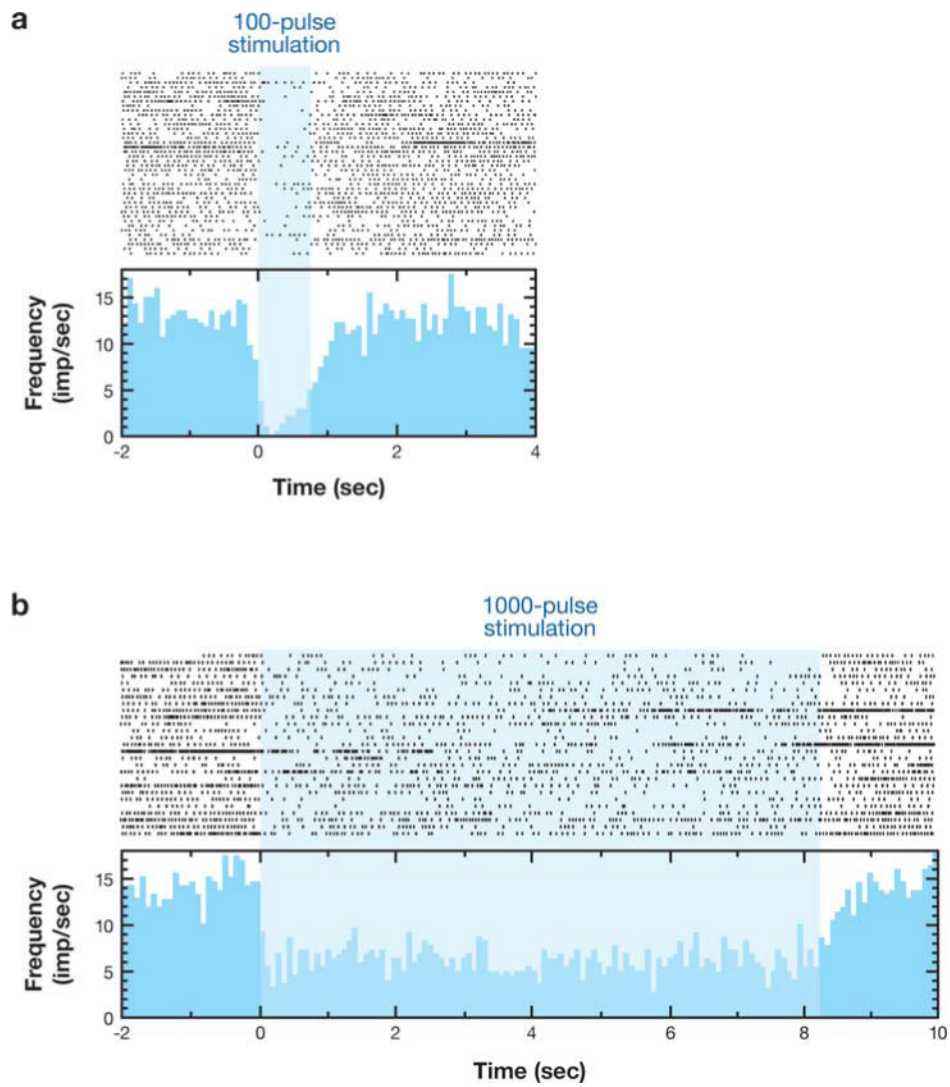 a
100-pulse
stimulation
Frequency
(imp/sec)
15
10
5
0
-2 0 2 4
Time (sec)
b
1000-pulse
stimulation
Frequency
(imp/sec)
15
10
5
0
-2 0 2 4 6 8 10
Time (sec)